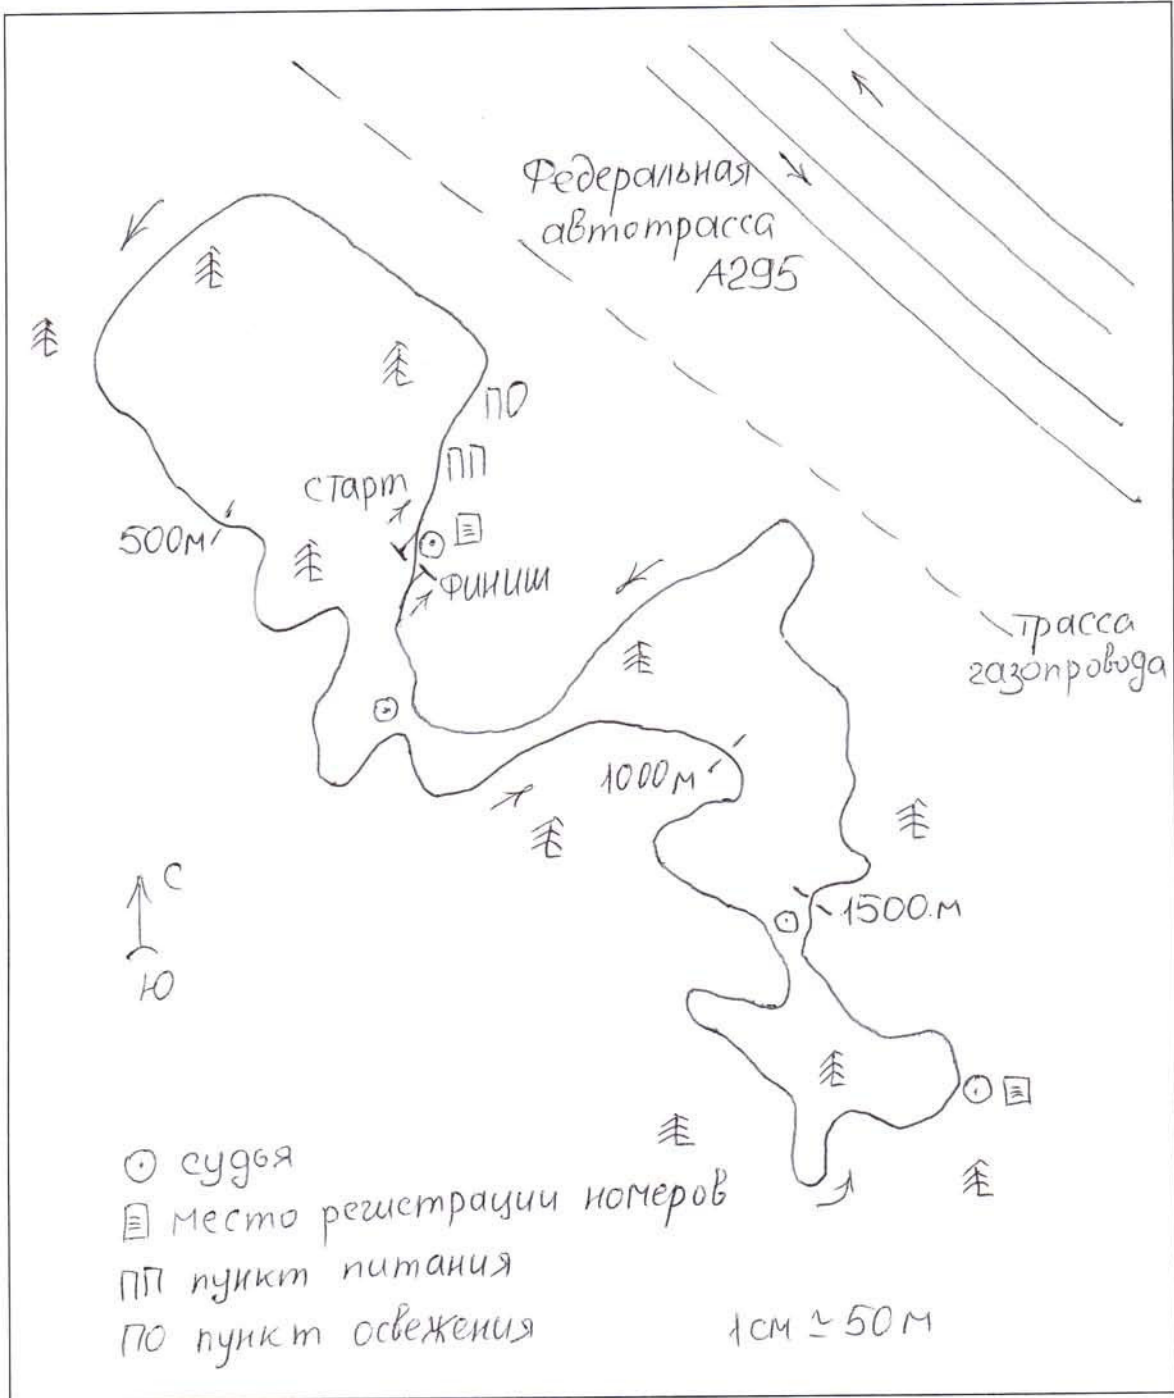 Федеральная
автотрасса
А295
ПО
ПП
старт
500м
финиш
трасса
газопровода
1000м
1500.м
С
Ю
судья
место регистрации номеров
ПП пункт питания
ПО пункт освежения
1см ≃ 50м